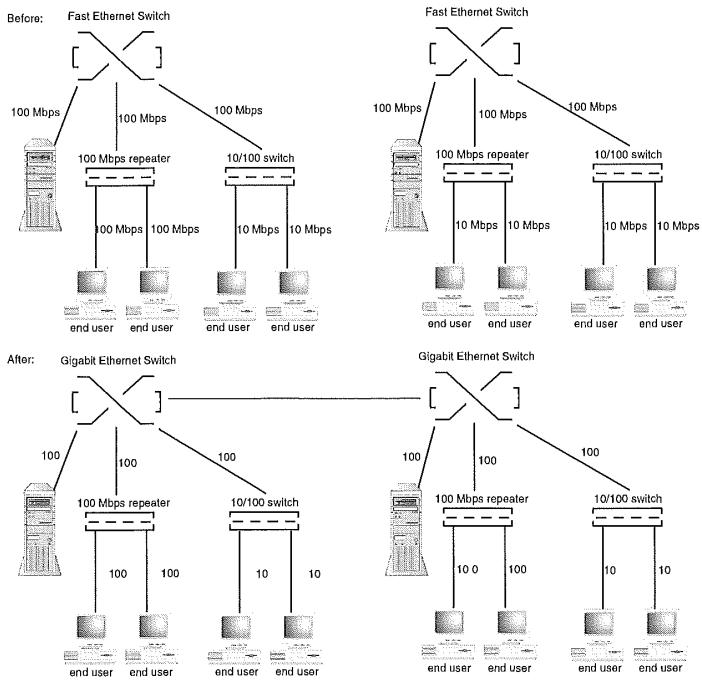 Before:
Fast Ethernet Switch
Fast Ethernet Switch
100 Mbps
100 Mbps
100 Mbps
100 Mbps
100 Mbps
100 Mbps
100 Mbps repeater
10/100 switch
100 Mbps repeater
10/100 switch
100 Mbps
100 Mbps
10 Mbps
10 Mbps
10 Mbps
10 Mbps
10 Mbps
10 Mbps
end user
end user
end user
end user
end user
end user
end user
end user
After:
Gigabit Ethernet Switch
Gigabit Ethernet Switch
100
100
100
100
100
100
100 Mbps repeater
10/100 switch
100 Mbps repeater
10/100 switch
100
100
10
10
10 0
100
10
10
end user
end user
end user
end user
end user
end user
end user
end user